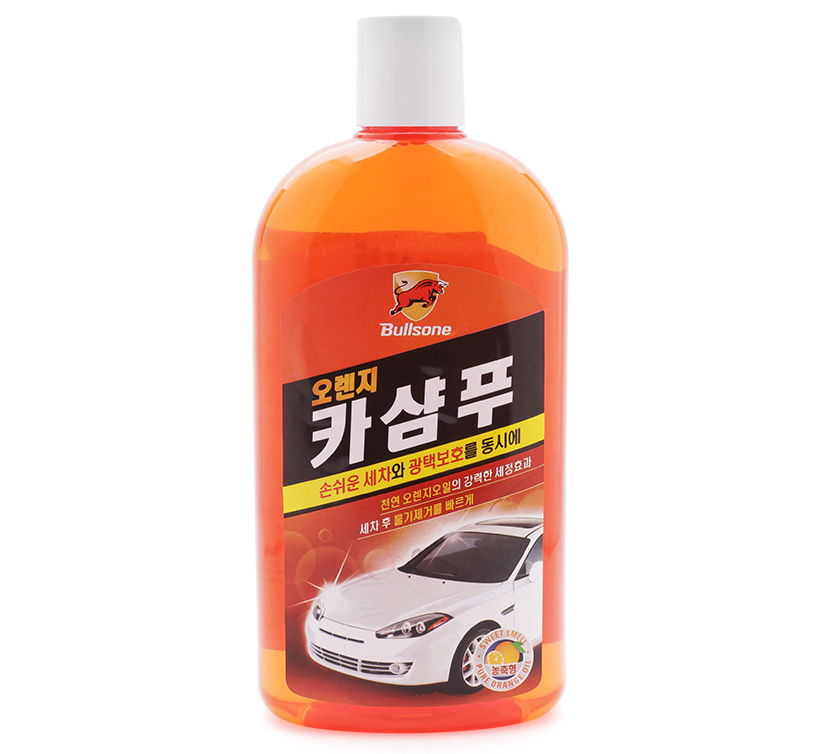 Bullsone
오렌지
카샴푸
손쉬운 세차와 광택보호를 동시에
천연 오렌지오일의 강력한 세정효과
세차 후 물기제거를 빠르게
SWEET SMELL
농축형
PURE ORANGE OIL